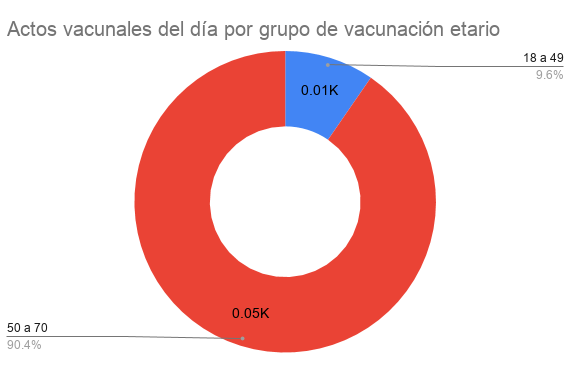 Actos vacunales del día por grupo de vacunación etario
18 a 49
9.6%
0.01K
0.05K
50 a 70
90.4%